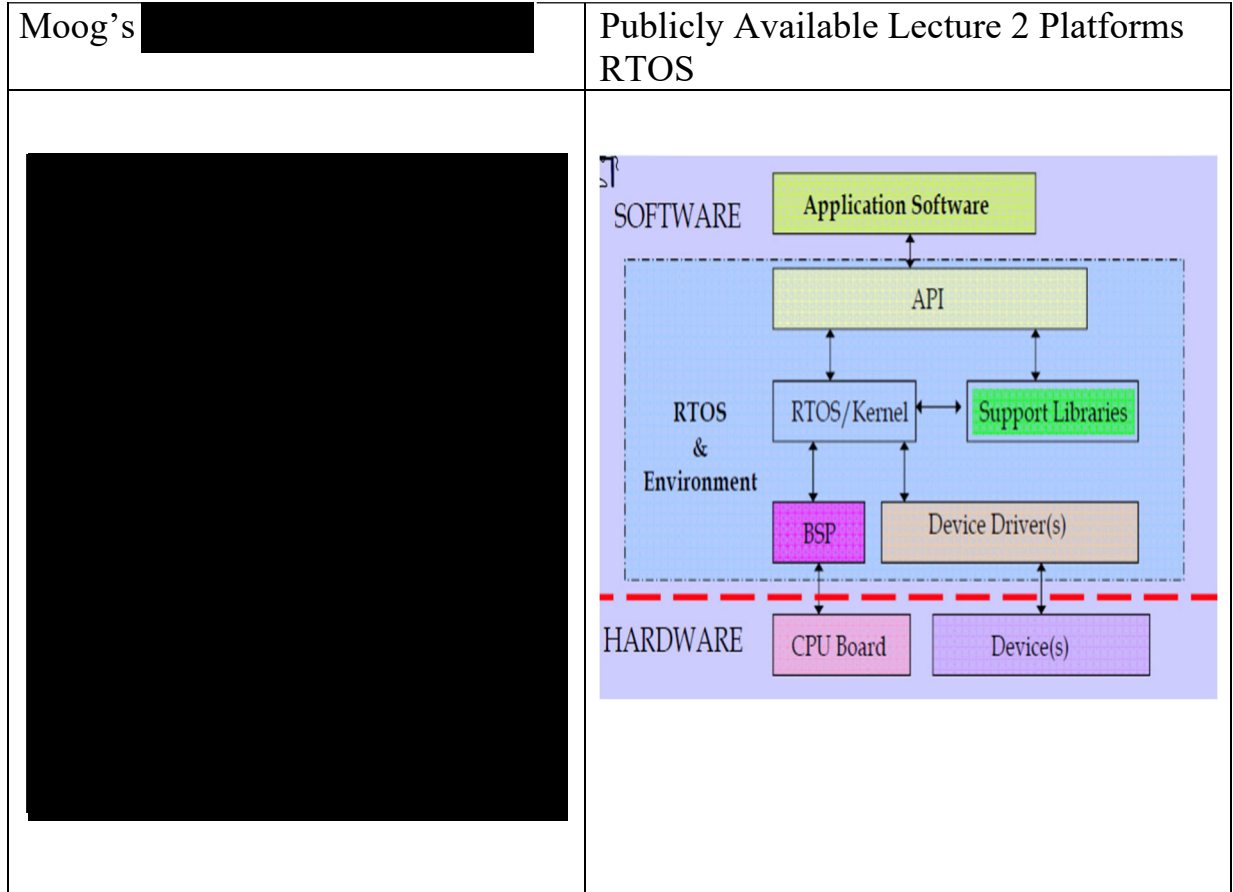 Moog’s
Publicly Available Lecture 2 Platforms
RTOS
SOFTWARE
Application Software
API
RTOS/Kernel
Support Libraries
RTOS
&
Environment
BSP
Device Driver(s)
HARDWARE
CPU Board
Device(s)